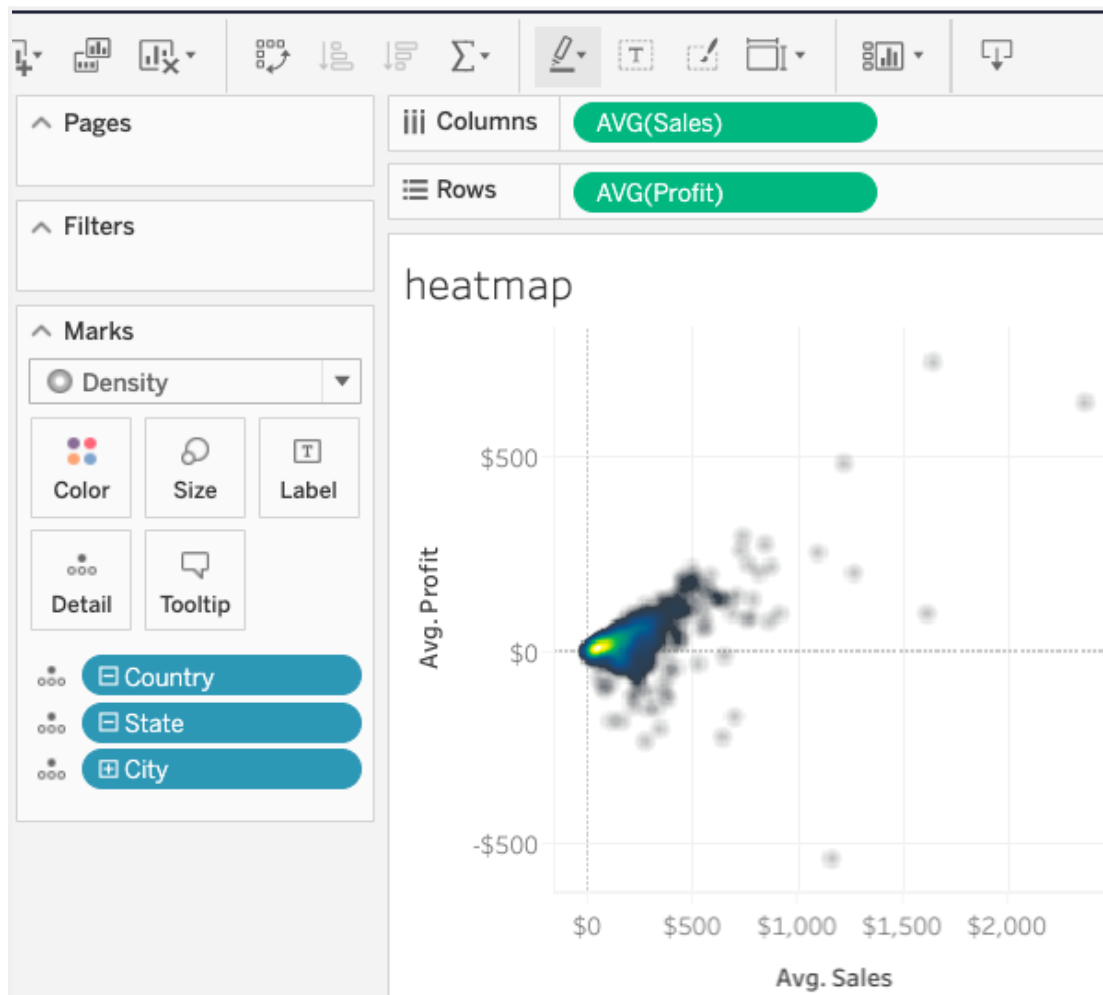 Pages
Columns
AVG(Sales)
Rows
AVG(Profit)
Filters
heatmap
Marks
Density
Color
Size
Label
Detail
Tooltip
Country
State
City
Avg. Profit
$500
$0
-$500
$0
$500
$1,000
$1,500
$2,000
Avg. Sales